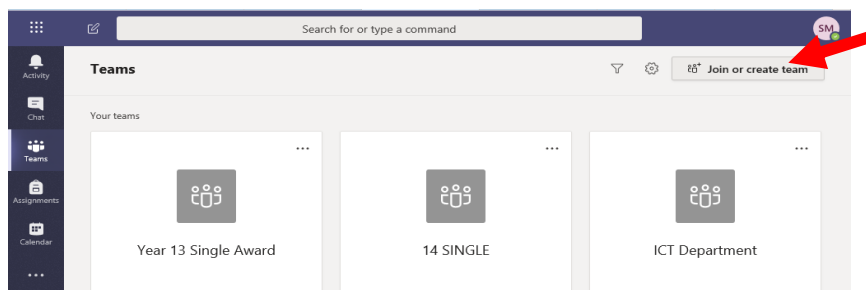 Search for or type a command
SM
Activity
Chat
Teams
Assignments
Calendar
Teams
Join or create team
Your teams
Year 13 Single Award
14 SINGLE
ICT Department